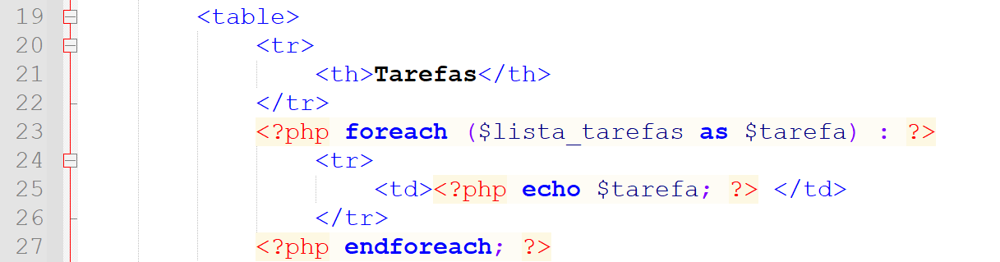 19 <table>
20 <tr>
21 <th>Tarefas</th>
22 </tr>
23 <?php foreach ($lista_tarefas as $tarefa) : ?>
24 <tr>
25 <td><?php echo $tarefa; ?> </td>
26 </tr>
27 <?php endforeach; ?>